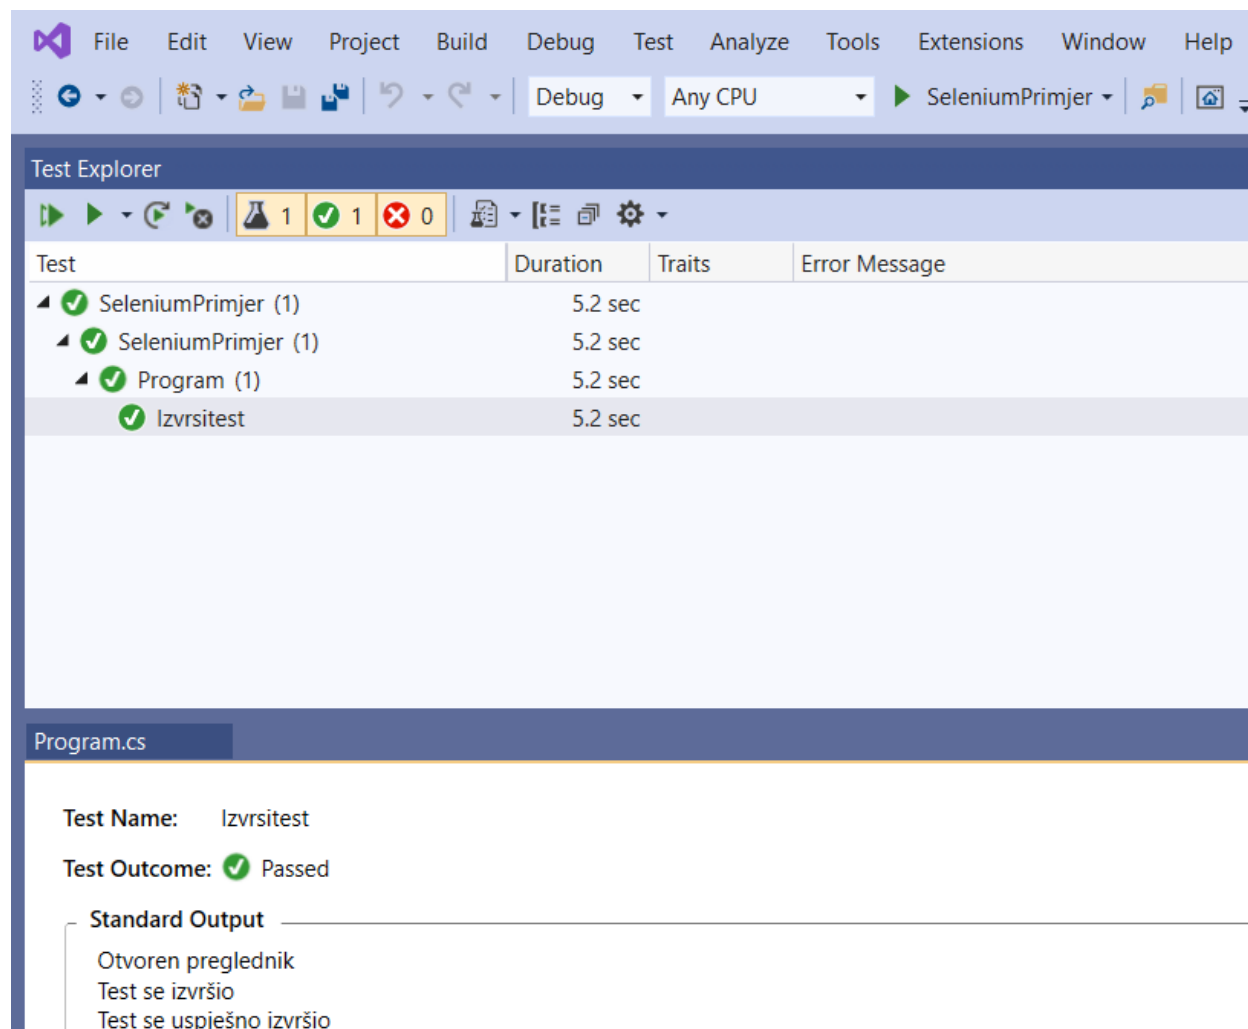 File Edit View Project Build Debug Test Analyze Tools Extensions Window Help
Debug Any CPU SeleniumPrimjer
Test Explorer
1 1 0
Test Duration Traits Error Message
SeleniumPrimjer (1) 5.2 sec
SeleniumPrimjer (1) 5.2 sec
Program (1) 5.2 sec
Izvrsitest 5.2 sec
Program.cs
Test Name: Izvrsitest
Test Outcome: Passed
Standard Output
Otvoren preglednik
Test se izvršio
Test se uspješno izvršio